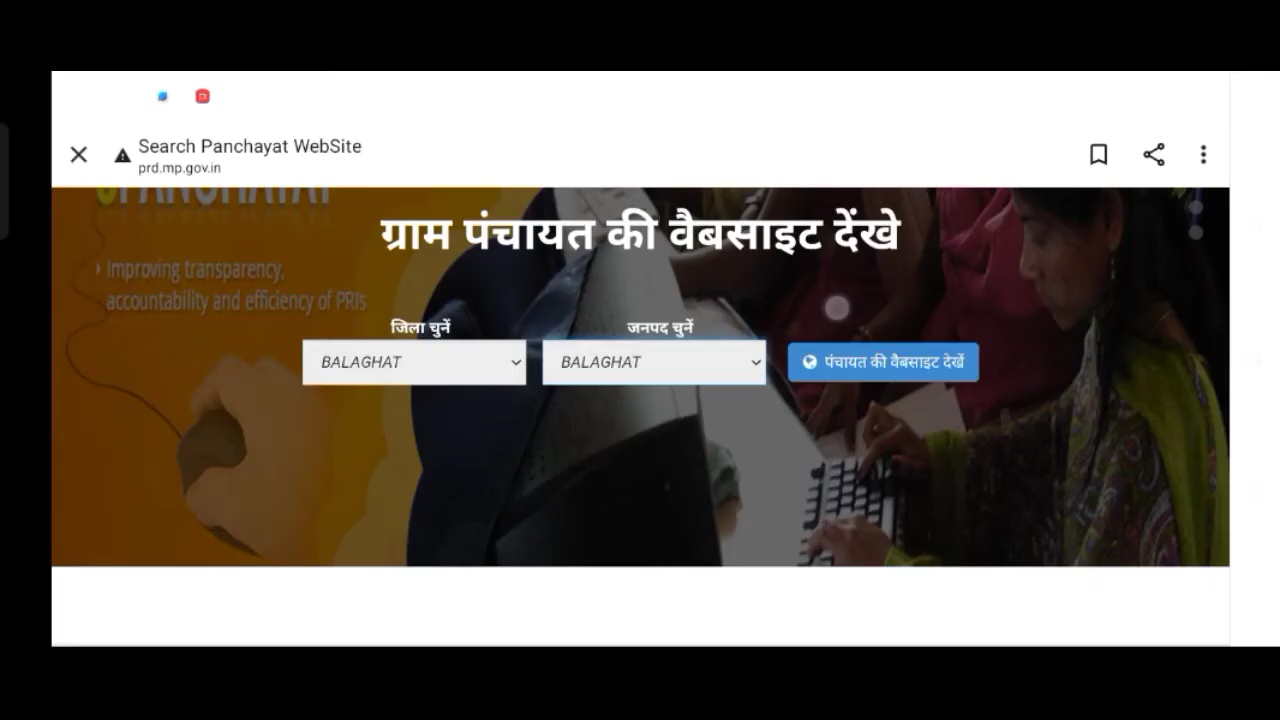 Search Panchayat WebSite
prd.mp.gov.in
ePANCHAYAT
ग्राम पंचायत की वैबसाइट देंखे
Improving transparency,
accountability and efficiency of PRIs
जिला चुनें
जनपद चुनें
BALAGHAT
BALAGHAT
पंचायत की वैबसाइट देखें